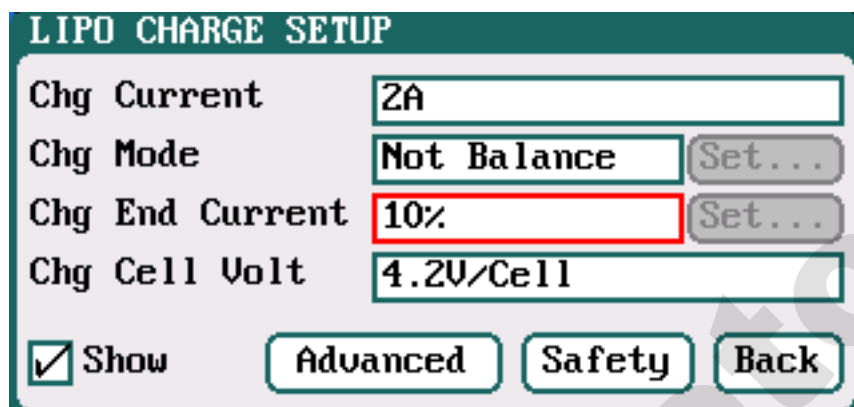 LIPO CHARGE SETUP
Chg Current 2A
Chg Mode Not Balance Set...
Chg End Current 10% Set...
Chg Cell Volt 4.2V/Cell
Show Advanced Safety Back